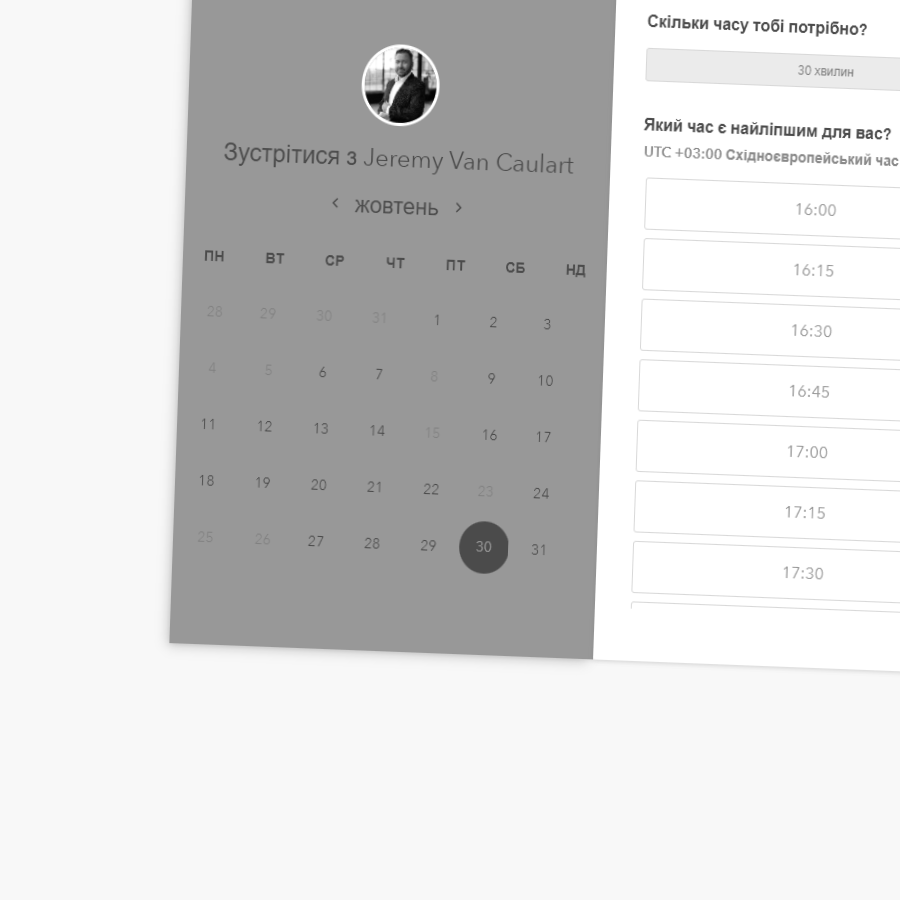 Зустрітися з Jeremy Van Caulart
‹ жовтень ›
ПН ВТ СР ЧТ ПТ СБ НД
28 29 30 31 1 2 3
4 5 6 7 8 9 10
11 12 13 14 15 16 17
18 19 20 21 22 23 24
25 26 27 28 29 30 31
Скільки часу тобі потрібно?
30 хвилин
Який час є найліпшим для вас?
UTC +03:00 Східноєвропейський час
16:00
16:15
16:30
16:45
17:00
17:15
17:30